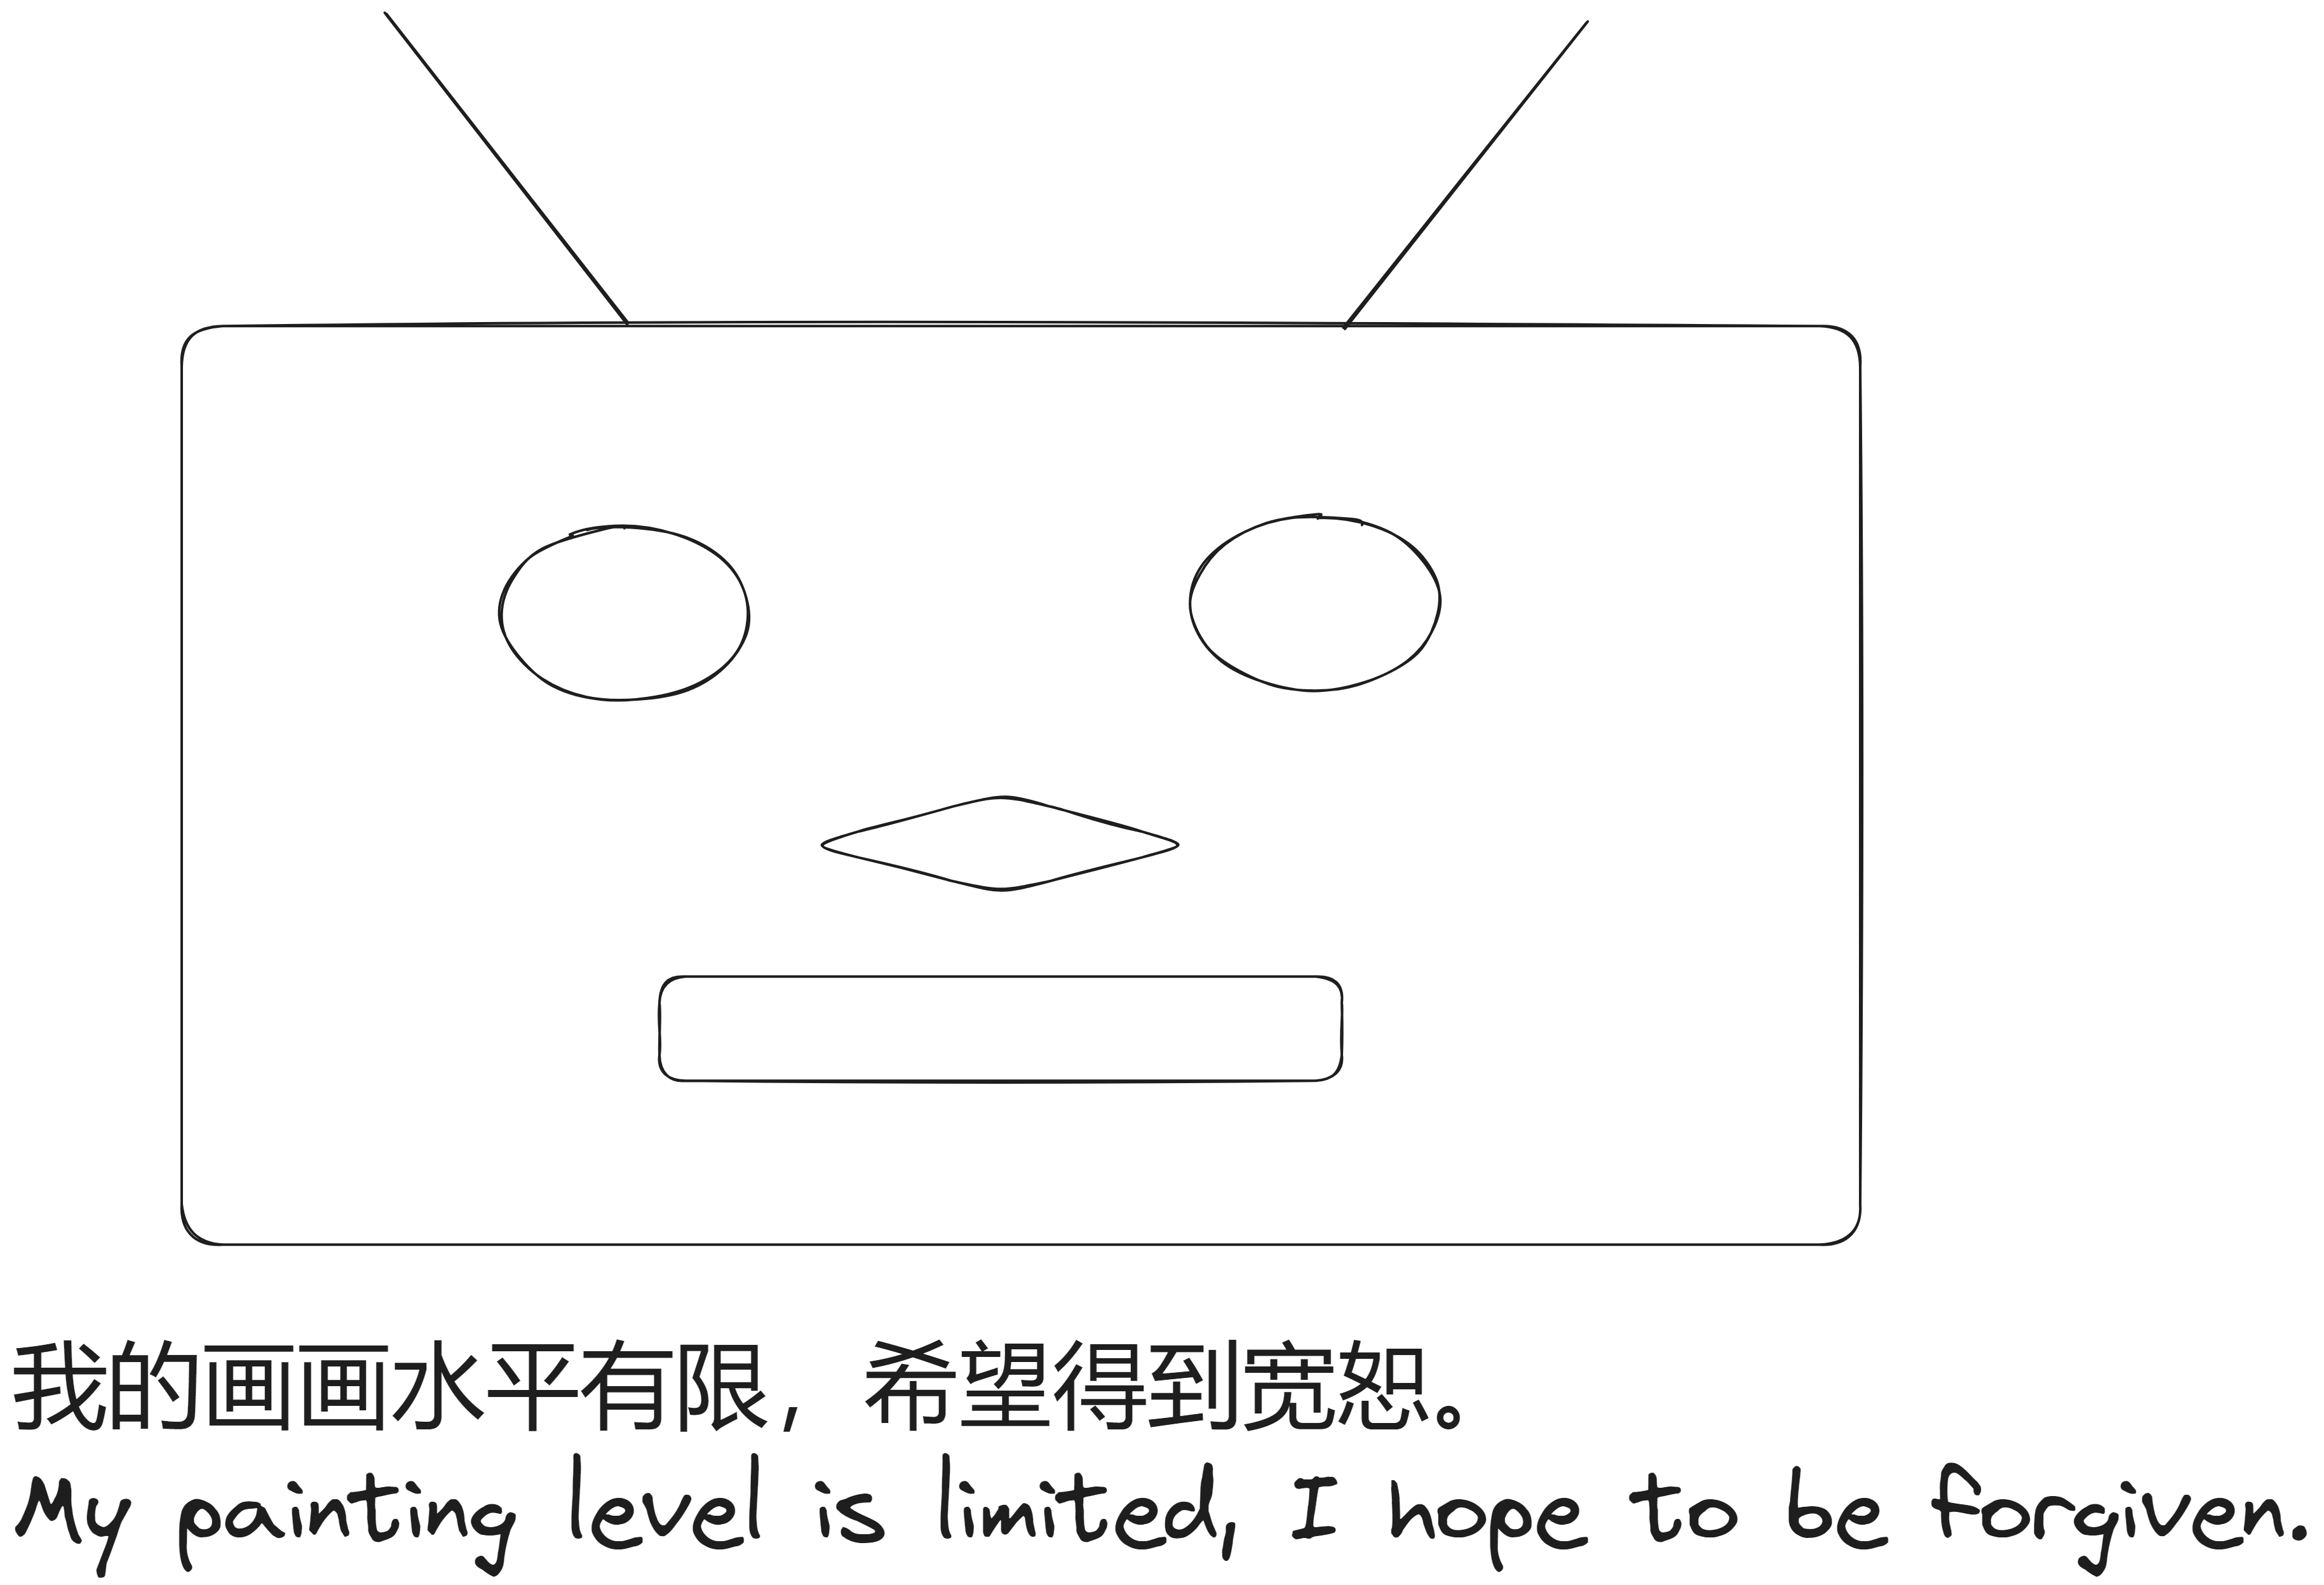 我的画画水平有限, 希望得到宽恕。
My painting level is limited, I hope to be forgiven.